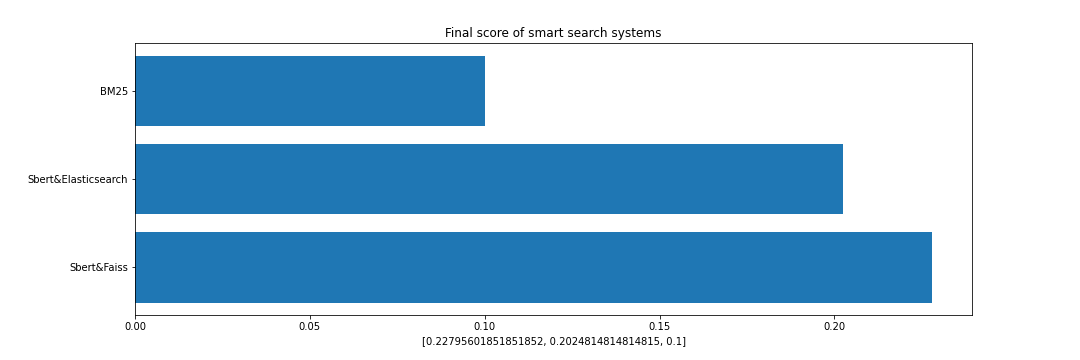 Final score of smart search systems
BM25
Sbert&Elasticsearch
Sbert&Faiss
0.00 0.05 0.10 0.15 0.20
[0.22795601851851852, 0.2024814814814815, 0.1]